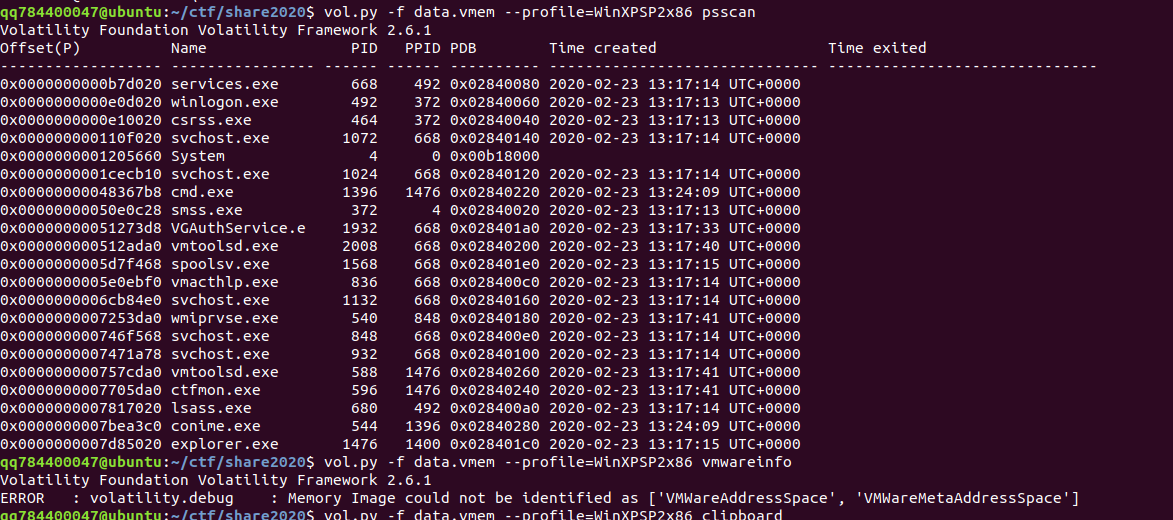 qq784400047@ubuntu:~/ctf/share2020$ vol.py -f data.vmem --profile=WinXPSP2x86 psscan
Volatility Foundation Volatility Framework 2.6.1
Offset(P)          Name                PID   PPID PDB        Time created                   Time exited
------------------ ---------------- ------ ------ ---------- ------------------------------ ------------------------------
0x0000000000b7d020 services.exe        668    492 0x02840080 2020-02-23 13:17:14 UTC+0000
0x0000000000e0d020 winlogon.exe        492    372 0x02840060 2020-02-23 13:17:13 UTC+0000
0x0000000000e10020 csrss.exe           464    372 0x02840040 2020-02-23 13:17:13 UTC+0000
0x000000000110f020 svchost.exe        1072    668 0x02840140 2020-02-23 13:17:14 UTC+0000
0x0000000001205660 System                4      0 0x00b18000
0x0000000001cecb10 svchost.exe        1024    668 0x02840120 2020-02-23 13:17:14 UTC+0000
0x00000000048367b8 cmd.exe            1396   1476 0x02840220 2020-02-23 13:24:09 UTC+0000
0x00000000050e0c28 smss.exe            372      4 0x02840020 2020-02-23 13:17:13 UTC+0000
0x00000000051273d8 VGAuthService.e    1932    668 0x028401a0 2020-02-23 13:17:33 UTC+0000
0x000000000512ada0 vmtoolsd.exe       2008    668 0x02840200 2020-02-23 13:17:40 UTC+0000
0x0000000005d7f468 spoolsv.exe        1568    668 0x028401e0 2020-02-23 13:17:15 UTC+0000
0x0000000005e0ebf0 vmacthlp.exe        836    668 0x028400c0 2020-02-23 13:17:14 UTC+0000
0x0000000006cb84e0 svchost.exe        1132    668 0x02840160 2020-02-23 13:17:14 UTC+0000
0x0000000007253da0 wmiprvse.exe        540    848 0x02840180 2020-02-23 13:17:41 UTC+0000
0x000000000746f568 svchost.exe         848    668 0x028400e0 2020-02-23 13:17:14 UTC+0000
0x0000000007471a78 svchost.exe         932    668 0x02840100 2020-02-23 13:17:14 UTC+0000
0x000000000757cda0 vmtoolsd.exe        588   1476 0x02840260 2020-02-23 13:17:41 UTC+0000
0x0000000007705da0 ctfmon.exe          596   1476 0x02840240 2020-02-23 13:17:41 UTC+0000
0x0000000007817020 lsass.exe           680    492 0x028400a0 2020-02-23 13:17:14 UTC+0000
0x0000000007bea3c0 conime.exe          544   1396 0x02840280 2020-02-23 13:24:09 UTC+0000
0x0000000007d85020 explorer.exe       1476   1400 0x028401c0 2020-02-23 13:17:15 UTC+0000
qq784400047@ubuntu:~/ctf/share2020$ vol.py -f data.vmem --profile=WinXPSP2x86 vmwareinfo
Volatility Foundation Volatility Framework 2.6.1
ERROR   : volatility.debug    : Memory Image could not be identified as ['VMWareAddressSpace', 'VMWareMetaAddressSpace']
qq784400047@ubuntu:~/ctf/share2020$ vol.py -f data.vmem --profile=WinXPSP2x86 clipboard